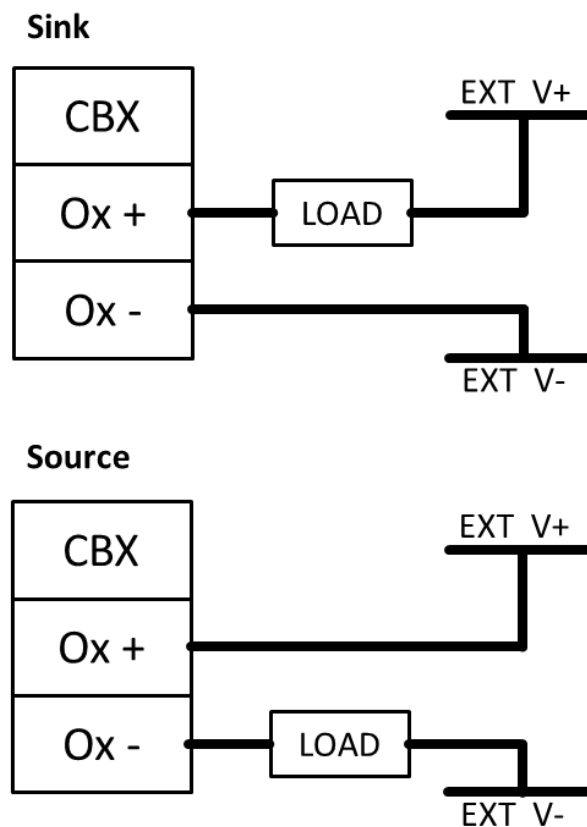 Sink
CBX
EXT V+
Ox +
LOAD
Ox -
EXT V-
Source
CBX
EXT V+
Ox +
Ox -
LOAD
EXT V-